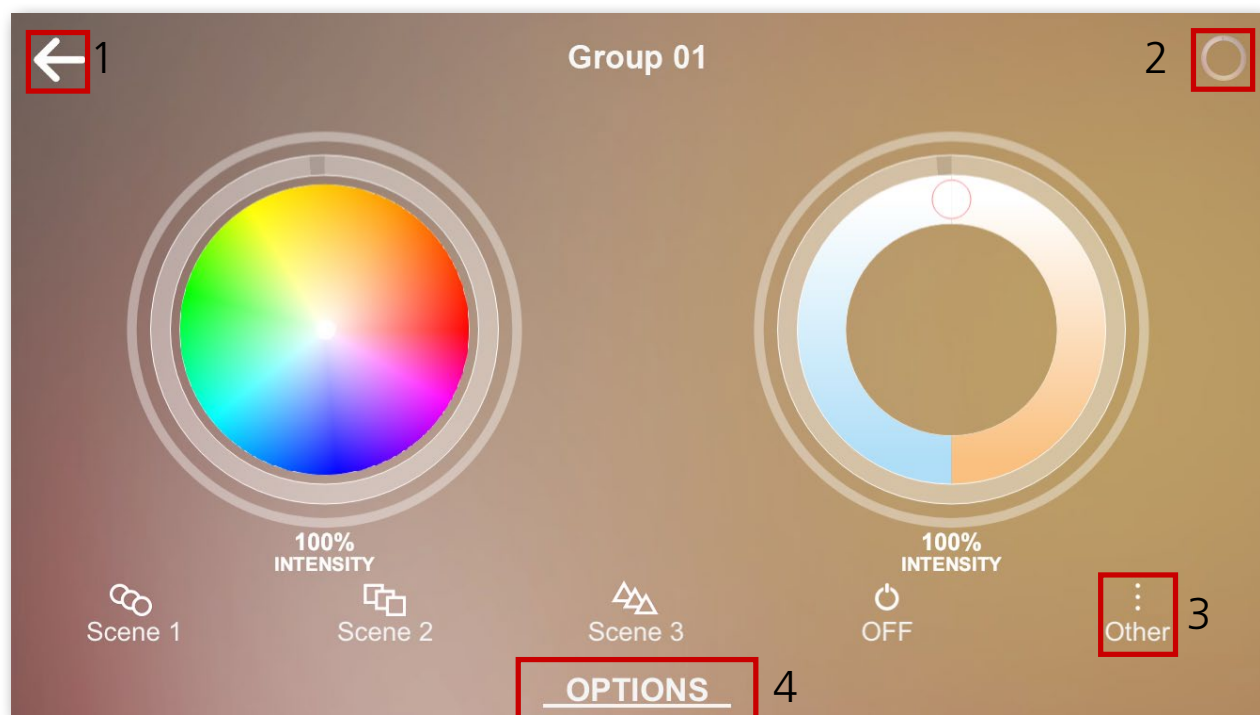 1
Group 01
2
100%
INTENSITY
100%
INTENSITY
Scene 1
Scene 2
Scene 3
OFF
Other
3
OPTIONS
4